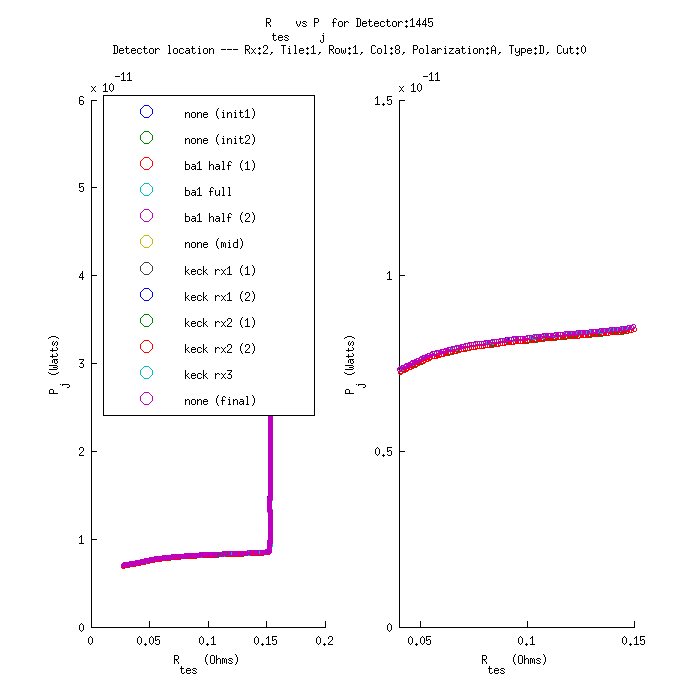 R tes vs P j for Detector:1445
Detector location --- Rx:2, Tile:1, Row:1, Col:8, Polarization:A, Type:D, Cut:0
x 10 -11
6
5
4
3
2
1
0
P j (Watts)
none (init1)
none (init2)
ba1 half (1)
ba1 full
ba1 half (2)
none (mid)
keck rx1 (1)
keck rx1 (2)
keck rx2 (1)
keck rx2 (2)
keck rx3
none (final)
0 0.05 0.1 0.15 0.2
R tes (Ohms)
x 10 -11
1.5
1
0.5
0
P j (Watts)
0.05 0.1 0.15
R tes (Ohms)